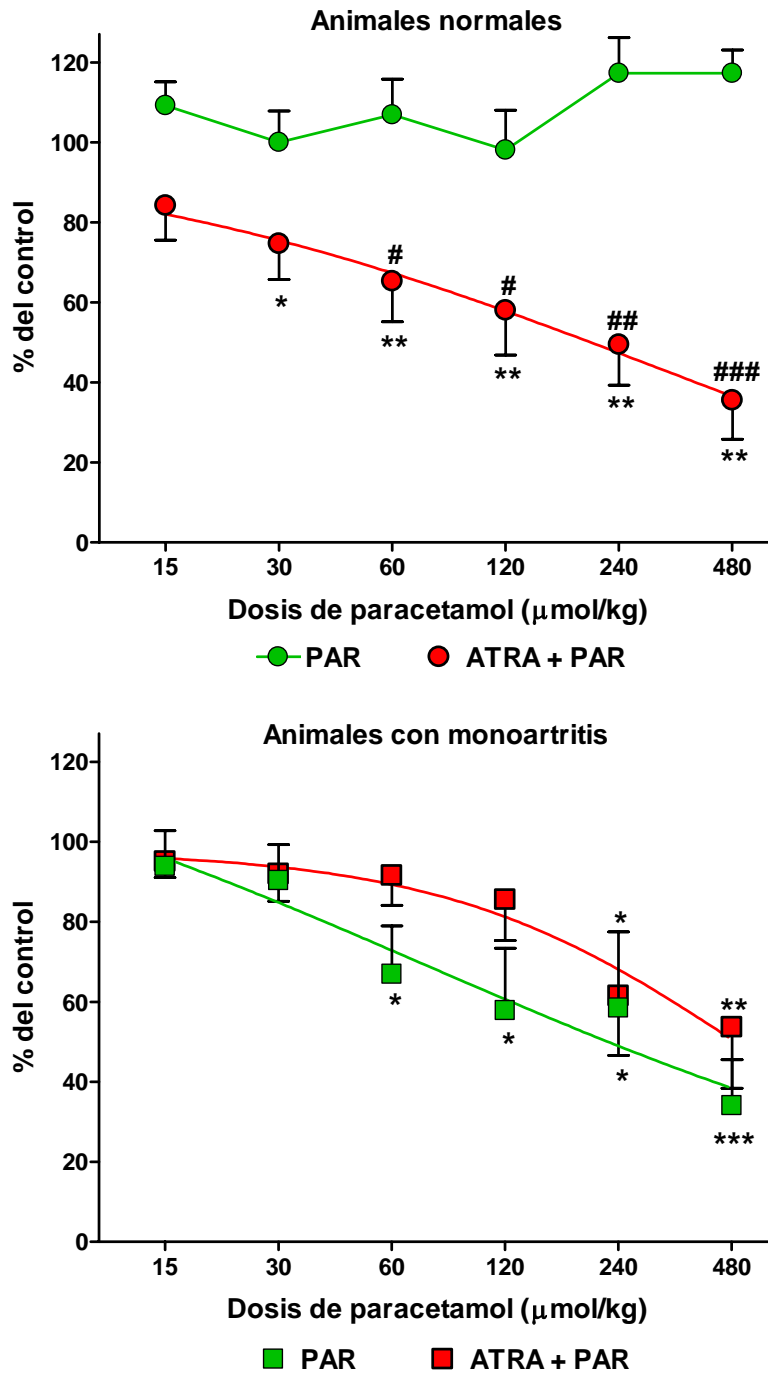 Animales normales
120
100
80
60
40
20
0
% del control
#
#
##
###
*
**
**
**
**
15 30 60 120 240 480
Dosis de paracetamol (μmol/kg)
PAR ATRA + PAR
Animales con monoartritis
120
100
80
60
40
20
0
% del control
*
**
*
*
*
***
15 30 60 120 240 480
Dosis de paracetamol (μmol/kg)
PAR ATRA + PAR